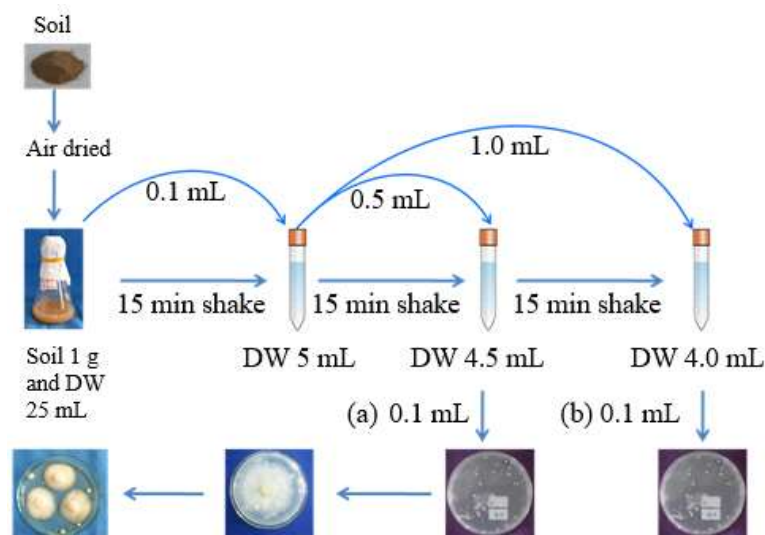 Soil
Air dried
0.1 mL
0.5 mL
1.0 mL
15 min shake
15 min shake
15 min shake
Soil 1 g
and DW
25 mL
DW 5 mL
DW 4.5 mL
DW 4.0 mL
(a) 0.1 mL
(b) 0.1 mL